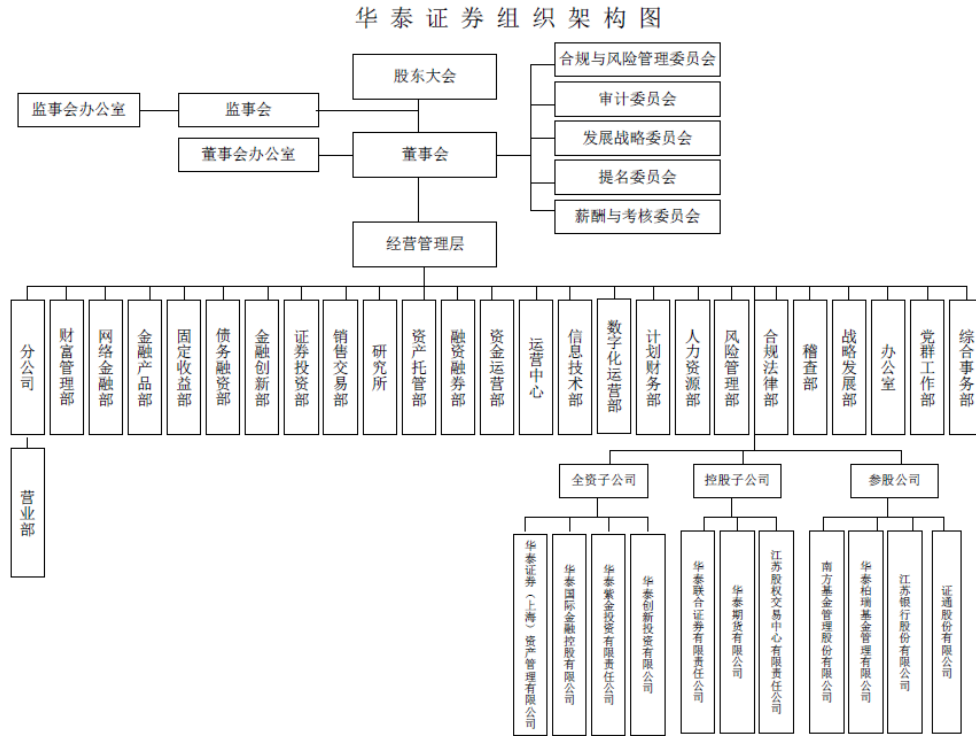 华泰证券组织架构图
股东大会
合规与风险管理委员会
监事会办公室
监事会
审计委员会
董事会办公室
董事会
发展战略委员会
提名委员会
薪酬与考核委员会
经营管理层
分公司
财富管理部
网络金融部
金融产品部
固定收益部
债务融资部
金融创新部
证券投资部
销售交易部
研究所
资产托管部
融资融券部
资金运营部
运营中心
信息技术部
数字化运营部
计划财务部
人力资源部
风险管理部
合规法律部
稽查部
战略发展部
办公室
党群工作部
综合事务部
营业部
全资子公司
控股子公司
参股公司
华泰证券（上海）资产管理有限公司
华泰国际金融控股有限公司
华泰紫金投资有限责任公司
华泰创新投资有限公司
华泰联合证券有限责任公司
华泰期货有限公司
江苏股权交易中心有限责任公司
南方基金管理股份有限公司
华泰柏瑞基金管理有限公司
江苏银行股份有限公司
证通股份有限公司